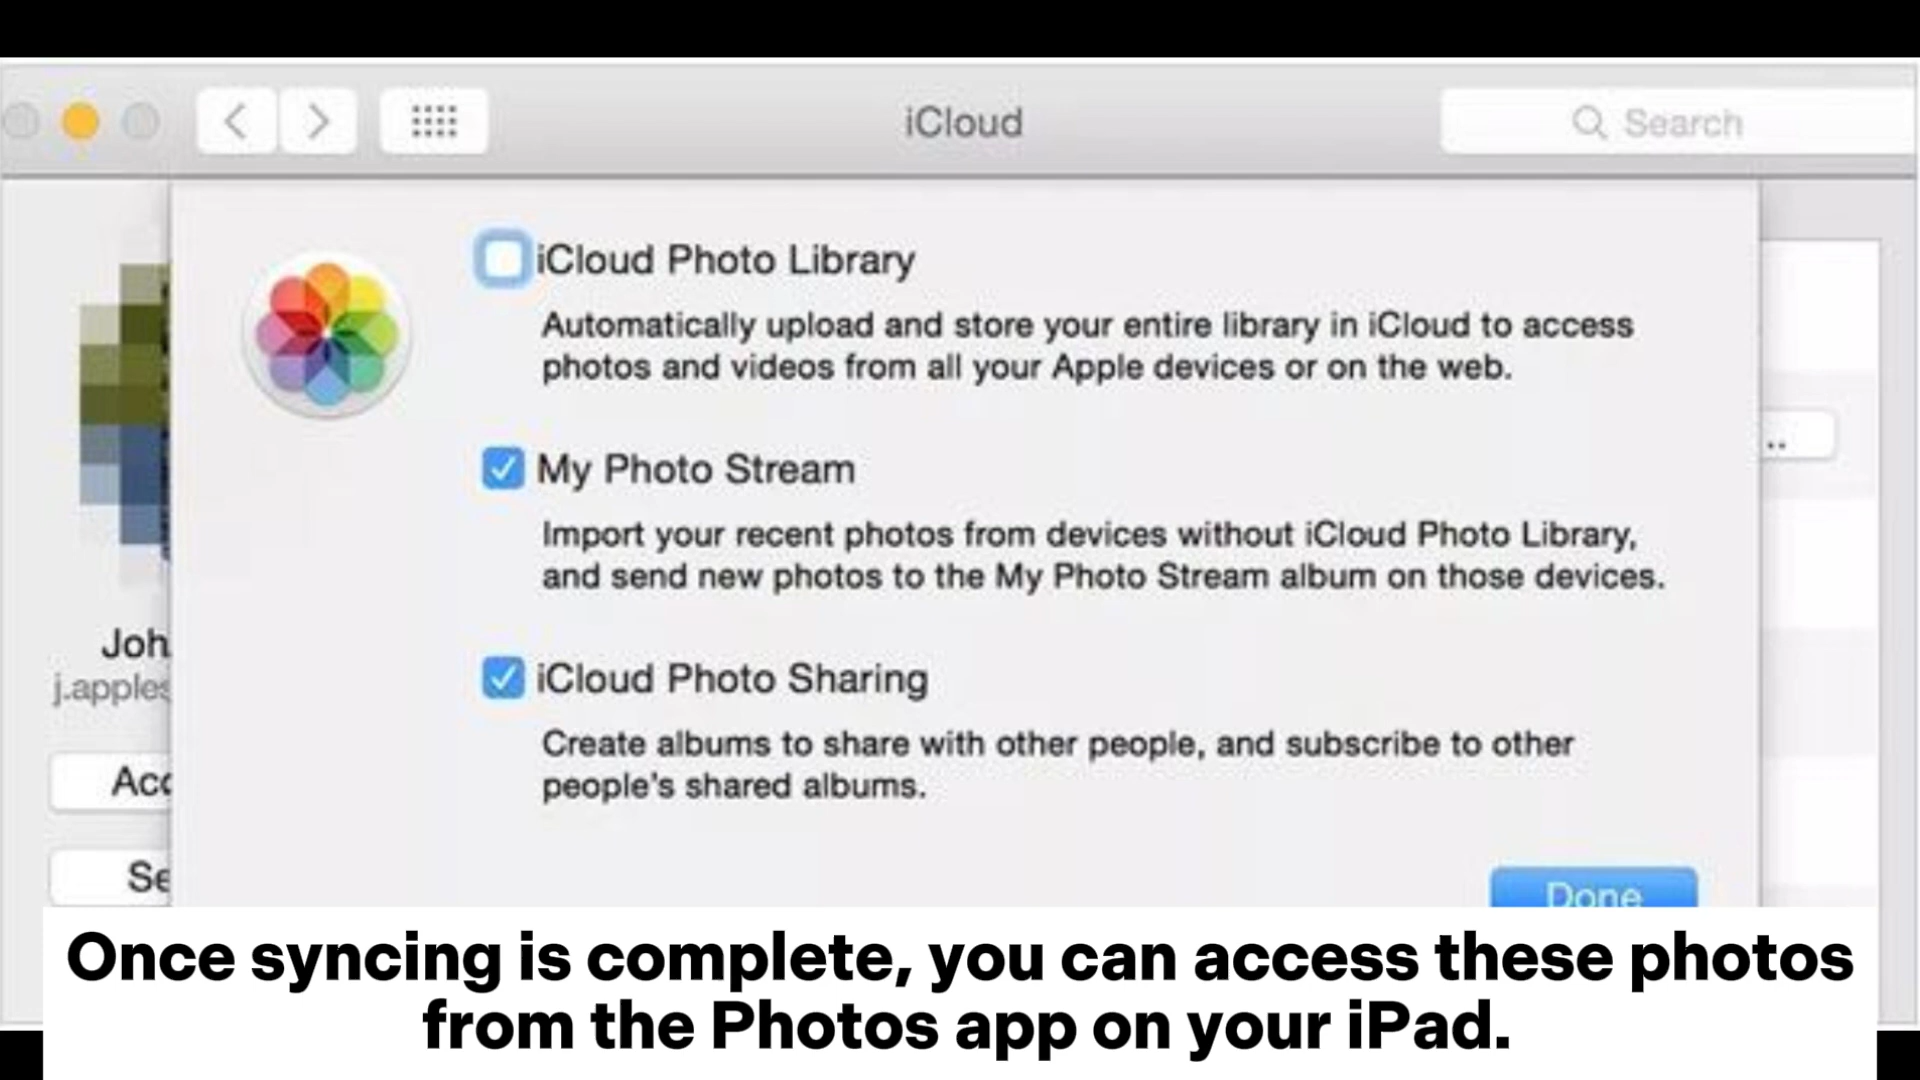 iCloud
Search
iCloud Photo Library
Automatically upload and store your entire library in iCloud to access
photos and videos from all your Apple devices or on the web.
My Photo Stream
Import your recent photos from devices without iCloud Photo Library,
and send new photos to the My Photo Stream album on those devices.
iCloud Photo Sharing
Create albums to share with other people, and subscribe to other
people's shared albums.
Joh
j.apples
Acc
Se
Done
Once syncing is complete, you can access these photos
from the Photos app on your iPad.